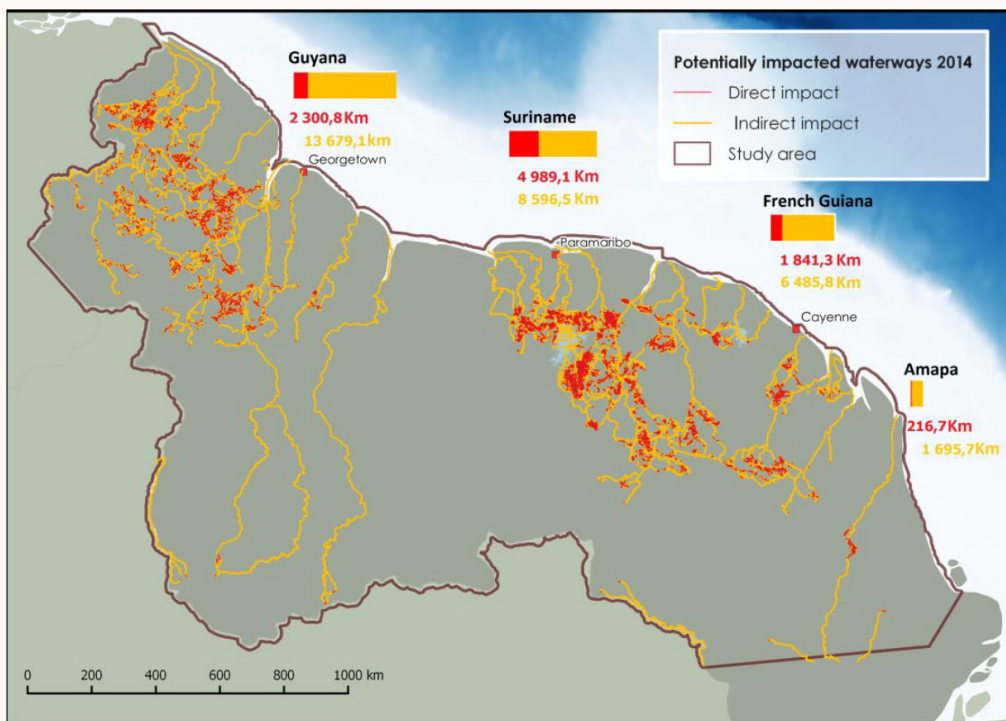 Guyana
2 300,8 Km
13 679,1 km
Georgetown
Suriname
4 989,1 Km
8 596,5 Km
Paramaribo
Potentially impacted waterways 2014
Direct impact
Indirect impact
Study area
French Guiana
1 841,3 Km
6 485,8 Km
Cayenne
Amapa
216,7Km
1 695,7Km
0 200 400 600 800 1000 km